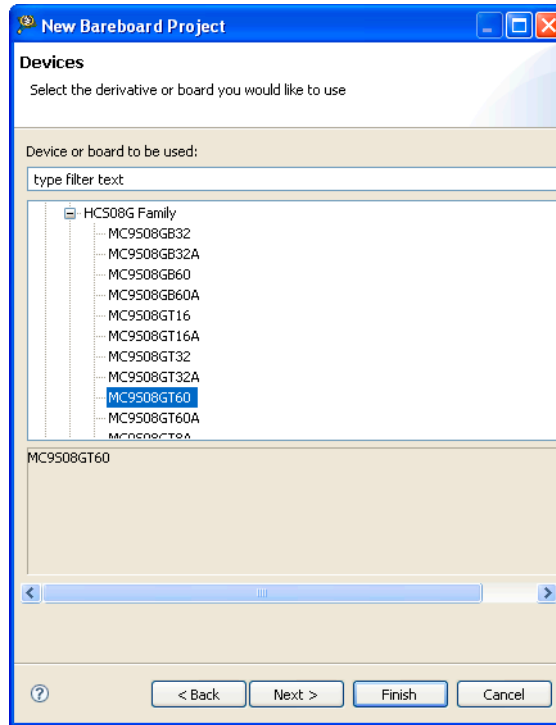 New Bareboard Project
Devices
Select the derivative or board you would like to use
Device or board to be used:
type filter text
HCS08G Family
MC9S08GB32
MC9S08GB32A
MC9S08GB60
MC9S08GB60A
MC9S08GT16
MC9S08GT16A
MC9S08GT32
MC9S08GT32A
MC9S08GT60
MC9S08GT60A
MC9S08GT8A
MC9S08GT60
?
< Back Next > Finish Cancel